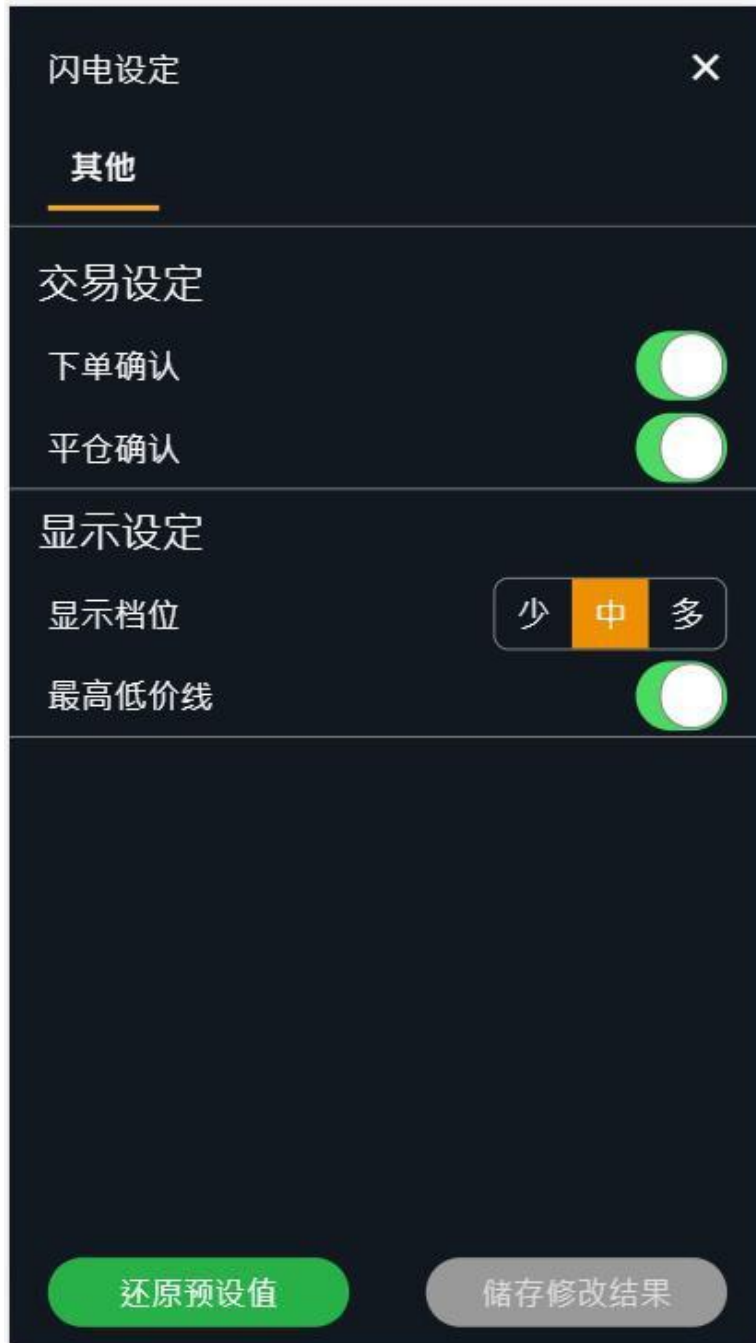 闪电设定
其他
交易设定
下单确认
平仓确认
显示设定
显示档位 少 中 多
最高低价线
还原预设值 储存修改结果